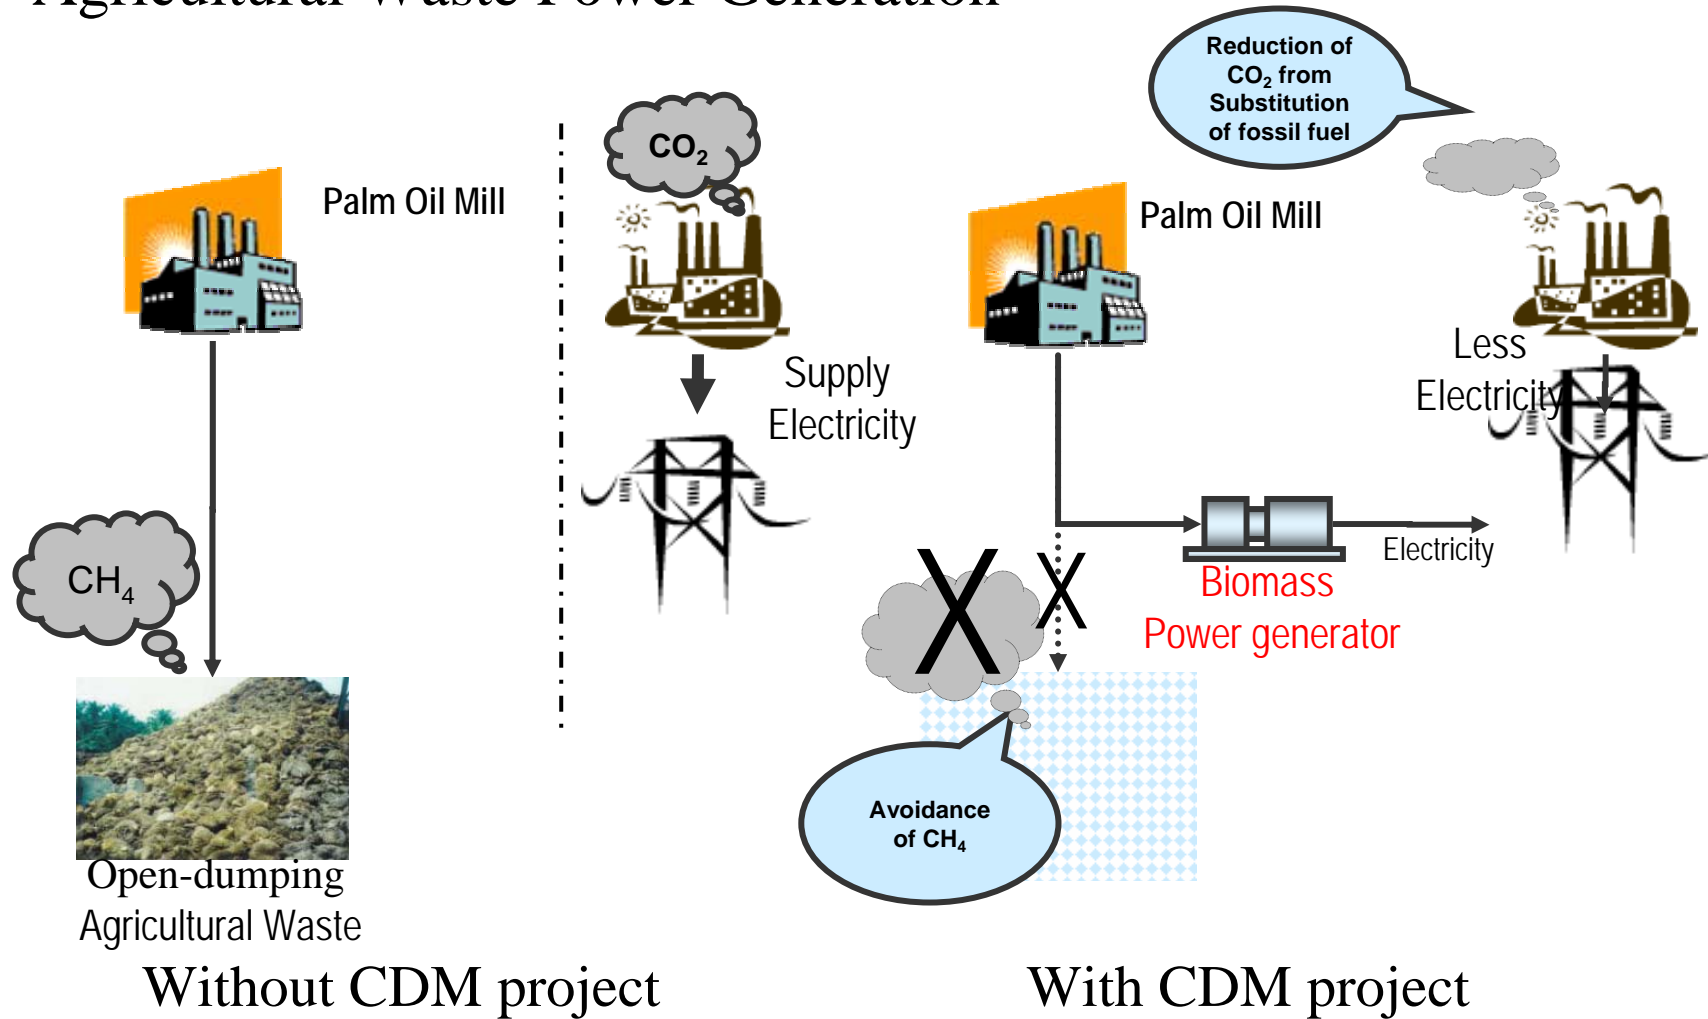 Agricultural Waste Power Generation
Reduction of
CO₂ from
Substitution
of fossil fuel
CO₂
Palm Oil Mill
Palm Oil Mill
Supply
Electricity
Less
Electricity
CH₄
Electricity
Biomass
Power generator
X
X
Avoidance
of CH₄
Open-dumping
Agricultural Waste
Without CDM project
With CDM project